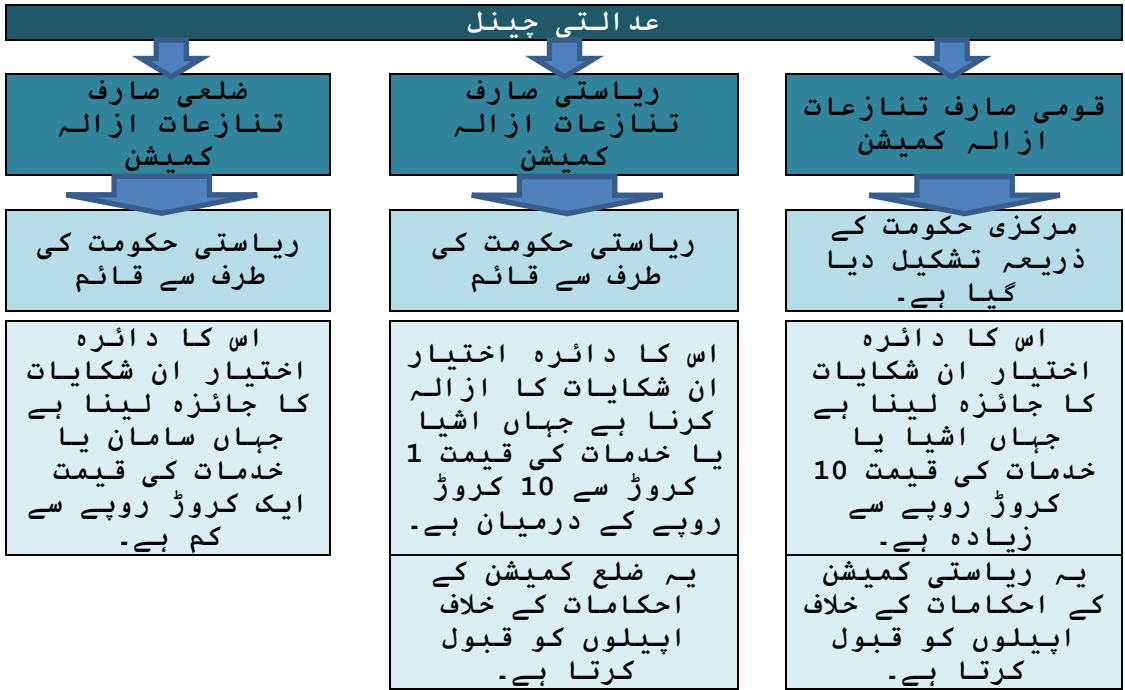 عدالتی چینل
قومی صارف تنازعات
ازالہ کمیشن
مرکزی حکومت کے
ذریعہ تشکیل دیا
گیا ہے۔
اس کا دائرہ
اختیار ان شکایات
کا جائزہ لینا ہے
جہاں اشیا یا
خدمات کی قیمت 10
کروڑ روپے سے
زیادہ ہے۔
یہ ریاستی کمیشن
کے احکامات کے خلاف
اپیلوں کو قبول
کرتا ہے۔
ریاستی صارف
تنازعات ازالہ
کمیشن
ریاستی حکومت کی
طرف سے قائم
اس کا دائرہ اختیار
ان شکایات کا ازالہ
کرنا ہے جہاں اشیا
یا خدمات کی قیمت 1
کروڑ سے 10 کروڑ
روپے کے درمیان ہے۔
یہ ضلع کمیشن کے
احکامات کے خلاف
اپیلوں کو قبول
کرتا ہے۔
ضلعی صارف
تنازعات ازالہ
کمیشن
ریاستی حکومت کی
طرف سے قائم
اس کا دائرہ
اختیار ان شکایات
کا جائزہ لینا ہے
جہاں سامان یا
خدمات کی قیمت
ایک کروڑ روپے سے
کم ہے۔